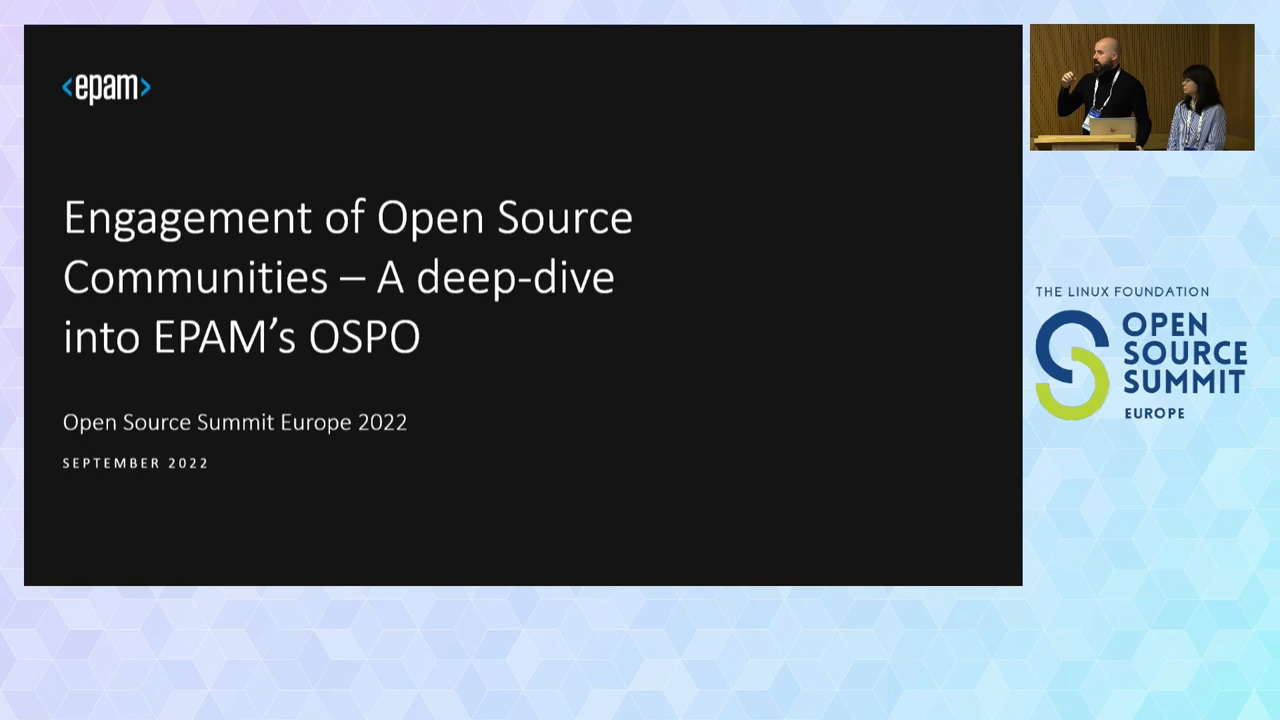 <epam>
Engagement of Open Source
Communities – A deep-dive
into EPAM’s OSPO
Open Source Summit Europe 2022
SEPTEMBER 2022
THE LINUX FOUNDATION
OPEN
SOURCE
SUMMIT
EUROPE